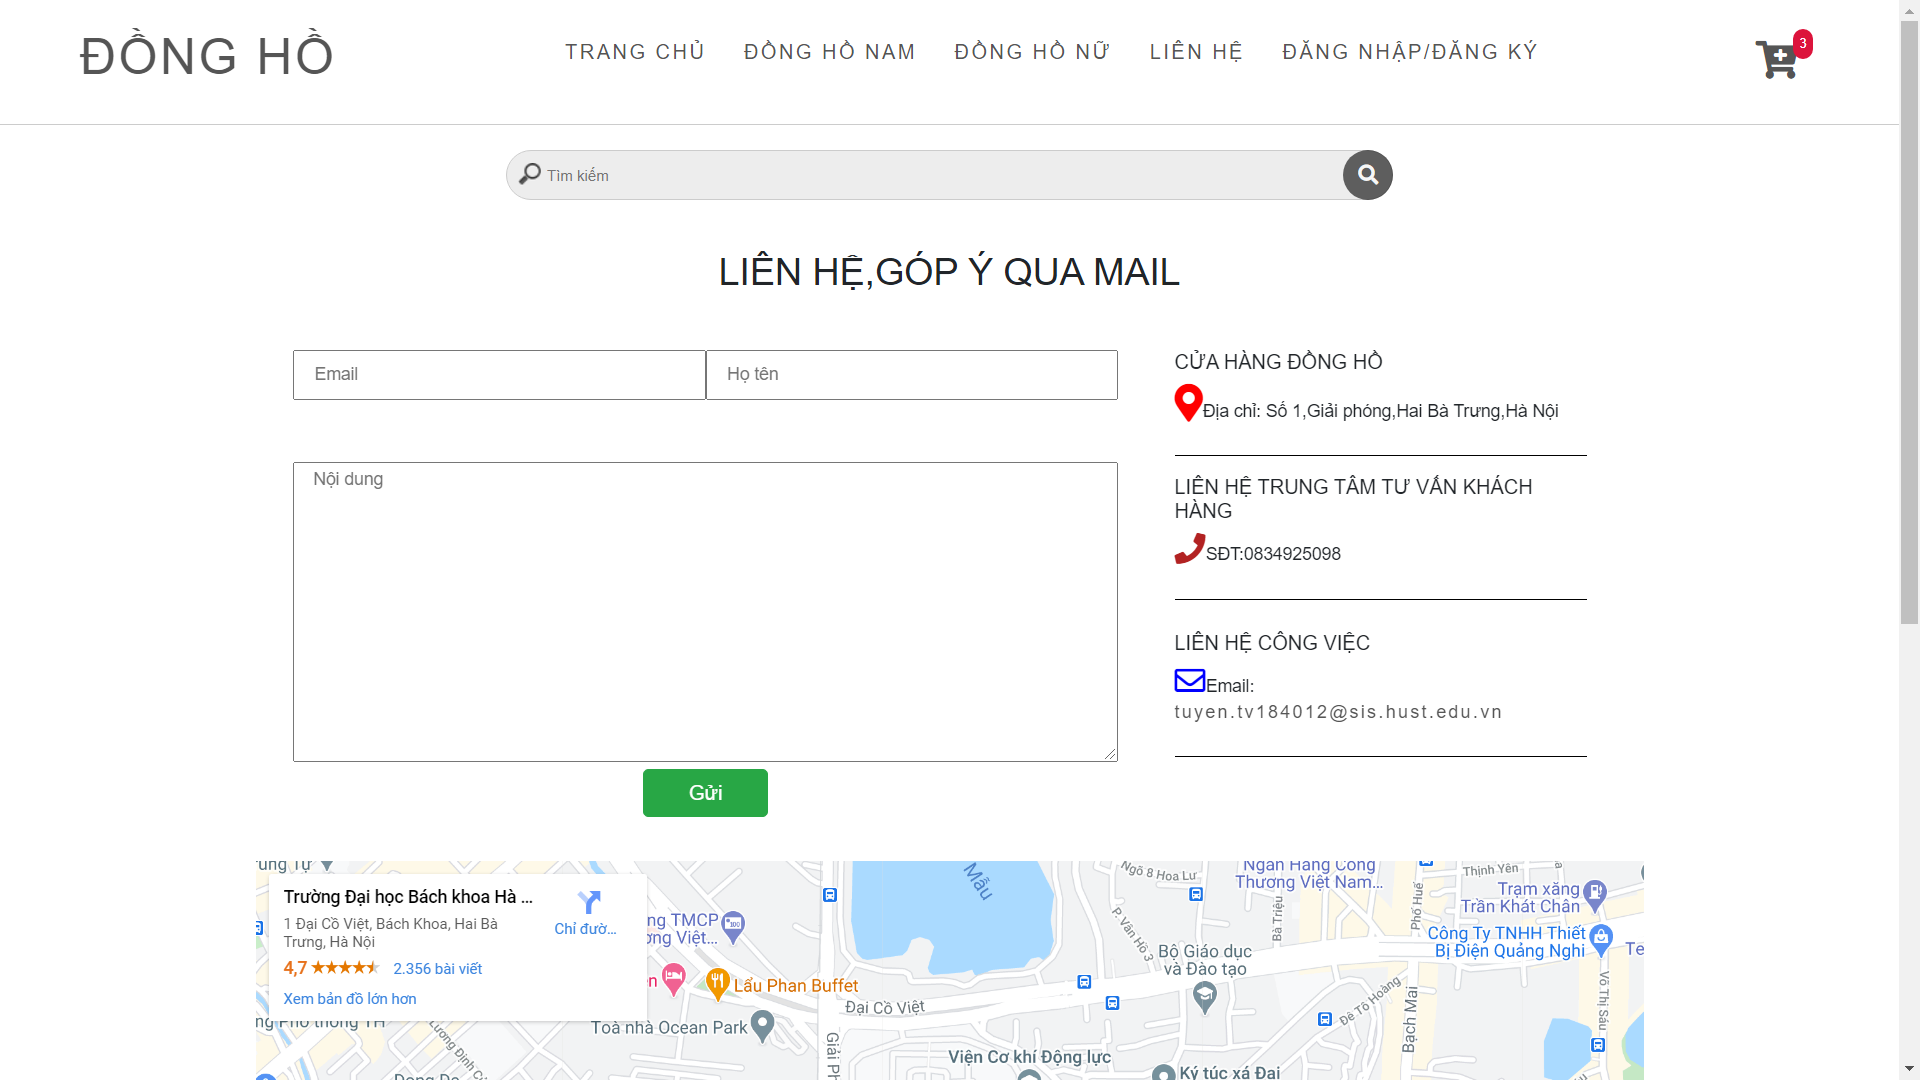 ĐỒNG HỒ
TRANG CHỦ ĐỒNG HỒ NAM ĐỒNG HỒ NỮ LIÊN HỆ ĐĂNG NHẬP/ĐĂNG KÝ
3
Tìm kiếm
LIÊN HỆ,GÓP Ý QUA MAIL
Email
Họ tên
Nội dung
Gửi
CỬA HÀNG ĐỒNG HỒ
Địa chỉ: Số 1,Giải phóng,Hai Bà Trưng,Hà Nội
LIÊN HỆ TRUNG TÂM TƯ VẤN KHÁCH
HÀNG
SĐT:0834925098
LIÊN HỆ CÔNG VIỆC
Email:
tuyen.tv184012@sis.hust.edu.vn
Trường Đại học Bách khoa Hà ...
1 Đại Cồ Việt, Bách Khoa, Hai Bà
Trưng, Hà Nội
Chỉ đườ...
4,7
2.356 bài viết
Xem bản đồ lớn hơn
ng TMCP
ơng Việt...
Lẩu Phan Buffet
Toà nhà Ocean Park
Đại Cồ Việt
Mẫu
Ngõ 8 Hoa Lư
P. Vân Hồ 3
Ngân Hàng Công
Thương Việt Nam...
Bà Triệu
Phố Huế
Thịnh Yên
Trạm xăng
Trần Khát Chân
Công Ty TNHH Thiết
Bị Điện Quảng Nghi
Bộ Giáo dục
và Đào tạo
Đê Tô Hoàng
Bạch Mai
Võ Thị Sáu
Viện Cơ khí Động lực
Ký túc xá Đại
ng Phổ thông TH